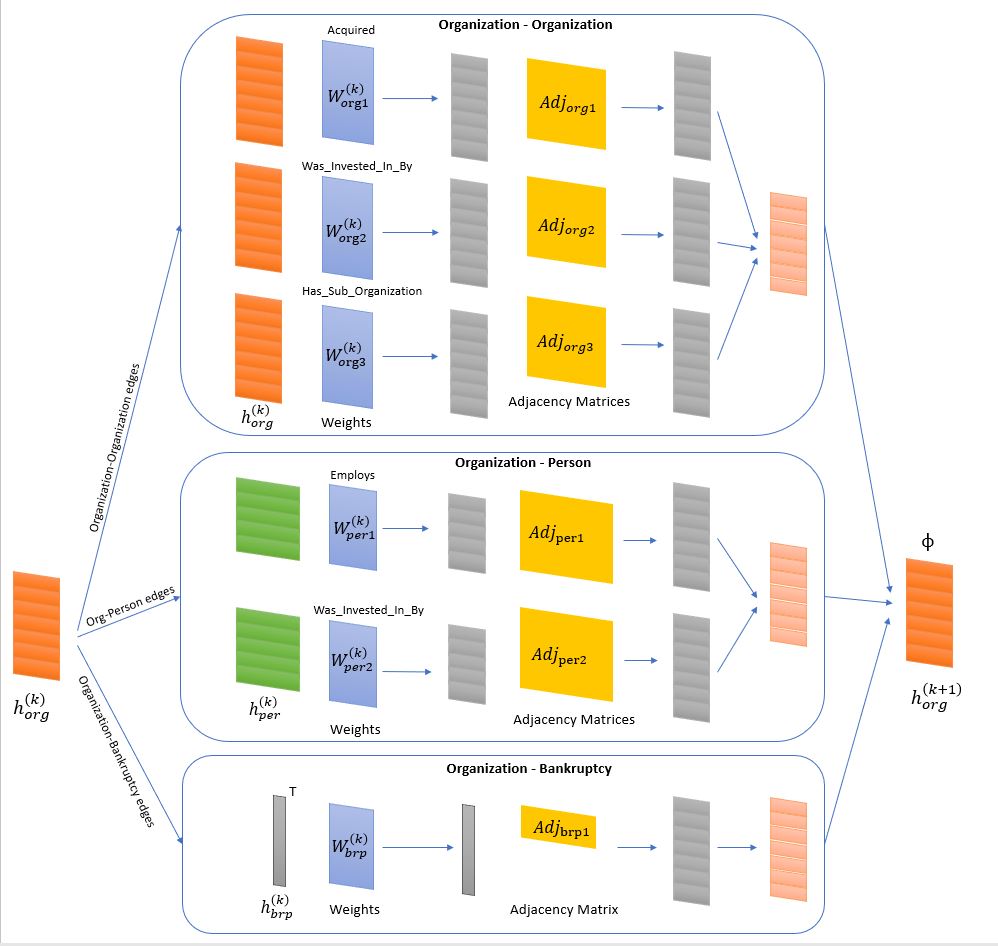 Organization - Organization
Acquired
W_{org1}^{(k)}
Adj_{org1}
Was_Invested_In_By
W_{org2}^{(k)}
Adj_{org2}
Has_Sub_Organization
W_{org3}^{(k)}
Adj_{org3}
h_{org}^{(k)}
Weights
Adjacency Matrices
Organization-Organization edges
Organization - Person
Employs
W_{per1}^{(k)}
Adj_{per1}
Org-Person edges
Was_Invested_In_By
W_{per2}^{(k)}
Adj_{per2}
h_{per}^{(k)}
Weights
Adjacency Matrices
h_{org}^{(k)}
ϕ
h_{org}^{(k+1)}
Organization-Bankruptcy edges
Organization - Bankruptcy
T
W_{brp}^{(k)}
Adj_{brp1}
h_{brp}^{(k)}
Weights
Adjacency Matrix